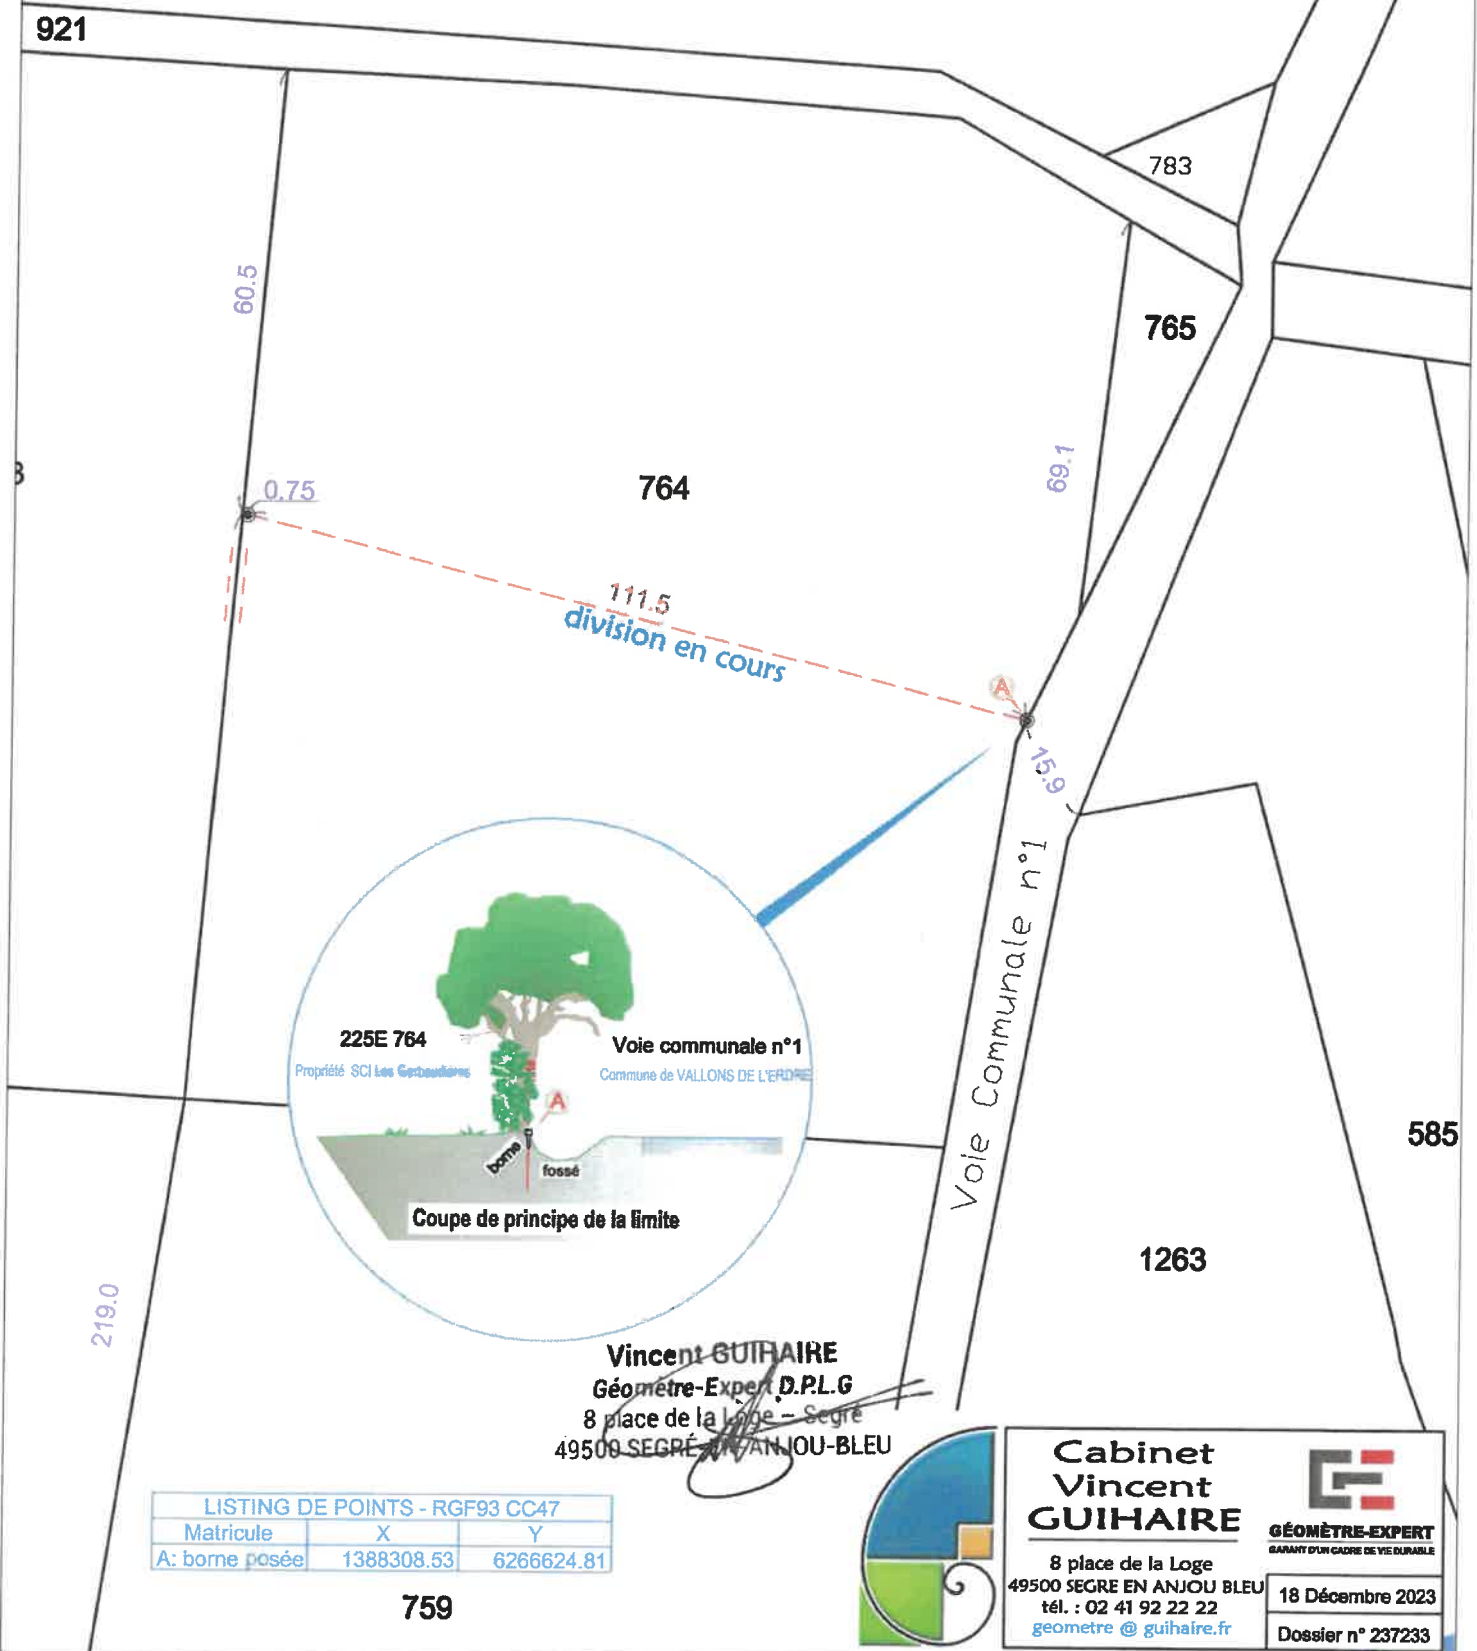 921
783
60.5
765
69.1
764
0.75
111.5
division en cours
A
15.9
Voie Communale n°1
225E 764
Propriété SCI Les Gerbaudières
Voie communale n°1
Commune de VALLONS DE L'ERDRE
A
borne
fossé
Coupe de principe de la limite
585
1263
219.0
Vincent GUIHAIRE
Géomètre-Expert D.P.L.G
8 place de la Loge – Segré
49500 SEGRÉ EN ANJOU-BLEU
LISTING DE POINTS - RGF93 CC47
Matricule X Y
A: borne posée 1388308.53 6266624.81
759
Cabinet
Vincent
GUIHAIRE
8 place de la Loge
49500 SEGRE EN ANJOU BLEU
tél. : 02 41 92 22 22
geometre @ guihaire.fr
GÉOMÈTRE-EXPERT
GARANT D'UN CADRE DE VIE DURABLE
18 Décembre 2023
Dossier n° 237233